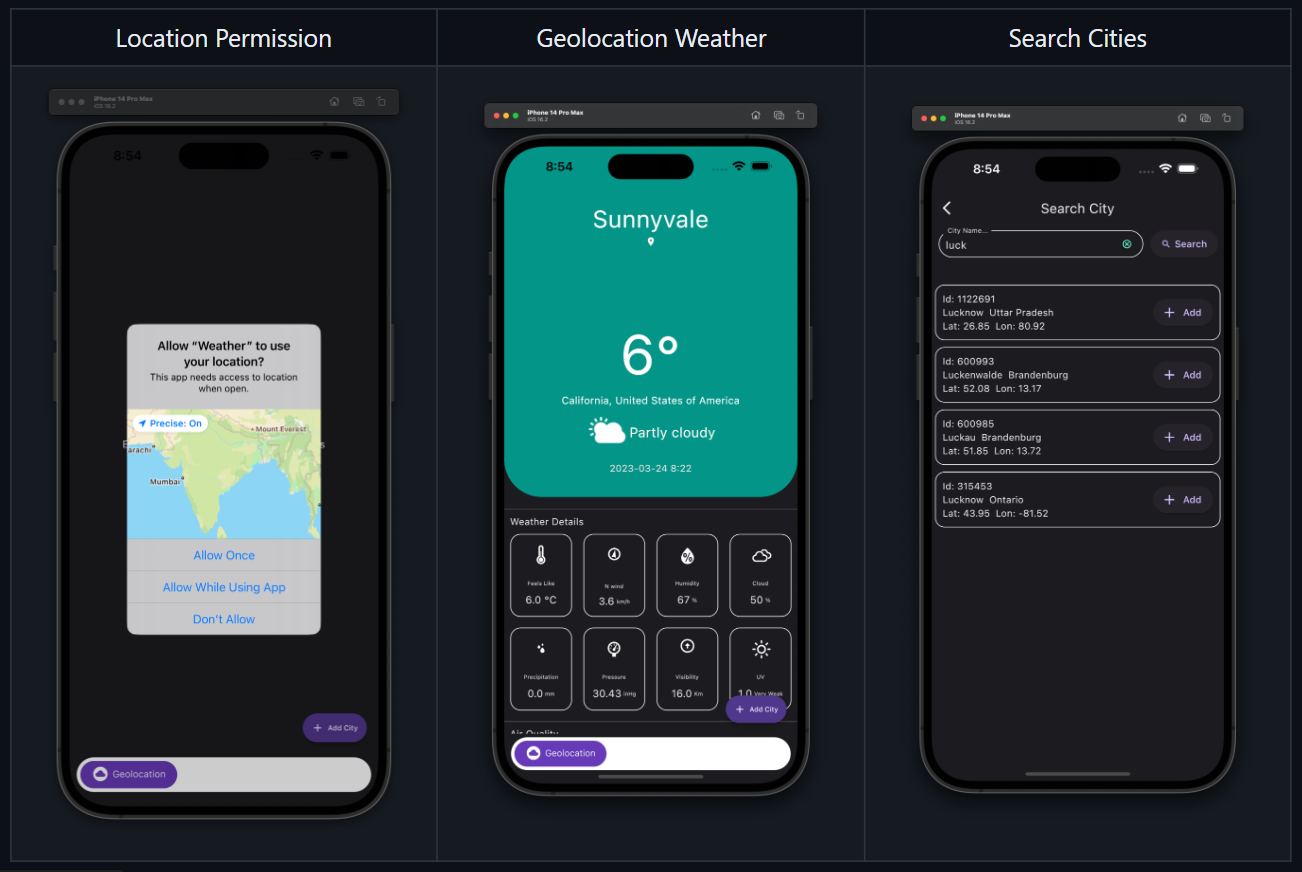 Location Permission
Geolocation Weather
Search Cities
iPhone 14 Pro Max
iOS 16.2
8:54
Allow “Weather” to use
your location?
This app needs access to location
when open.
Precise: On
Mount Everest
arachi
Mumbai
Allow Once
Allow While Using App
Don't Allow
+ Add City
Geolocation
iPhone 14 Pro Max
iOS 16.2
8:54
Sunnyvale
6°
California, United States of America
Partly cloudy
2023-03-24 8:22
Weather Details
Feels Like
6.0 °C
% wind
3.6 km/h
Humidity
67 %
Cloud
50 %
Precipitation
0.0 mm
Pressure
30.43 inHg
Visibility
16.0 Km
UV
1.0 Very Weak
+ Add City
Air Quality
Geolocation
iPhone 14 Pro Max
iOS 16.2
8:54
Search City
City Name...
luck
Search
Id: 1122691
Lucknow Uttar Pradesh
Lat: 26.85 Lon: 80.92
+ Add
Id: 600993
Luckenwalde Brandenburg
Lat: 52.08 Lon: 13.17
+ Add
Id: 600985
Luckau Brandenburg
Lat: 51.85 Lon: 13.72
+ Add
Id: 315453
Lucknow Ontario
Lat: 43.95 Lon: -81.52
+ Add